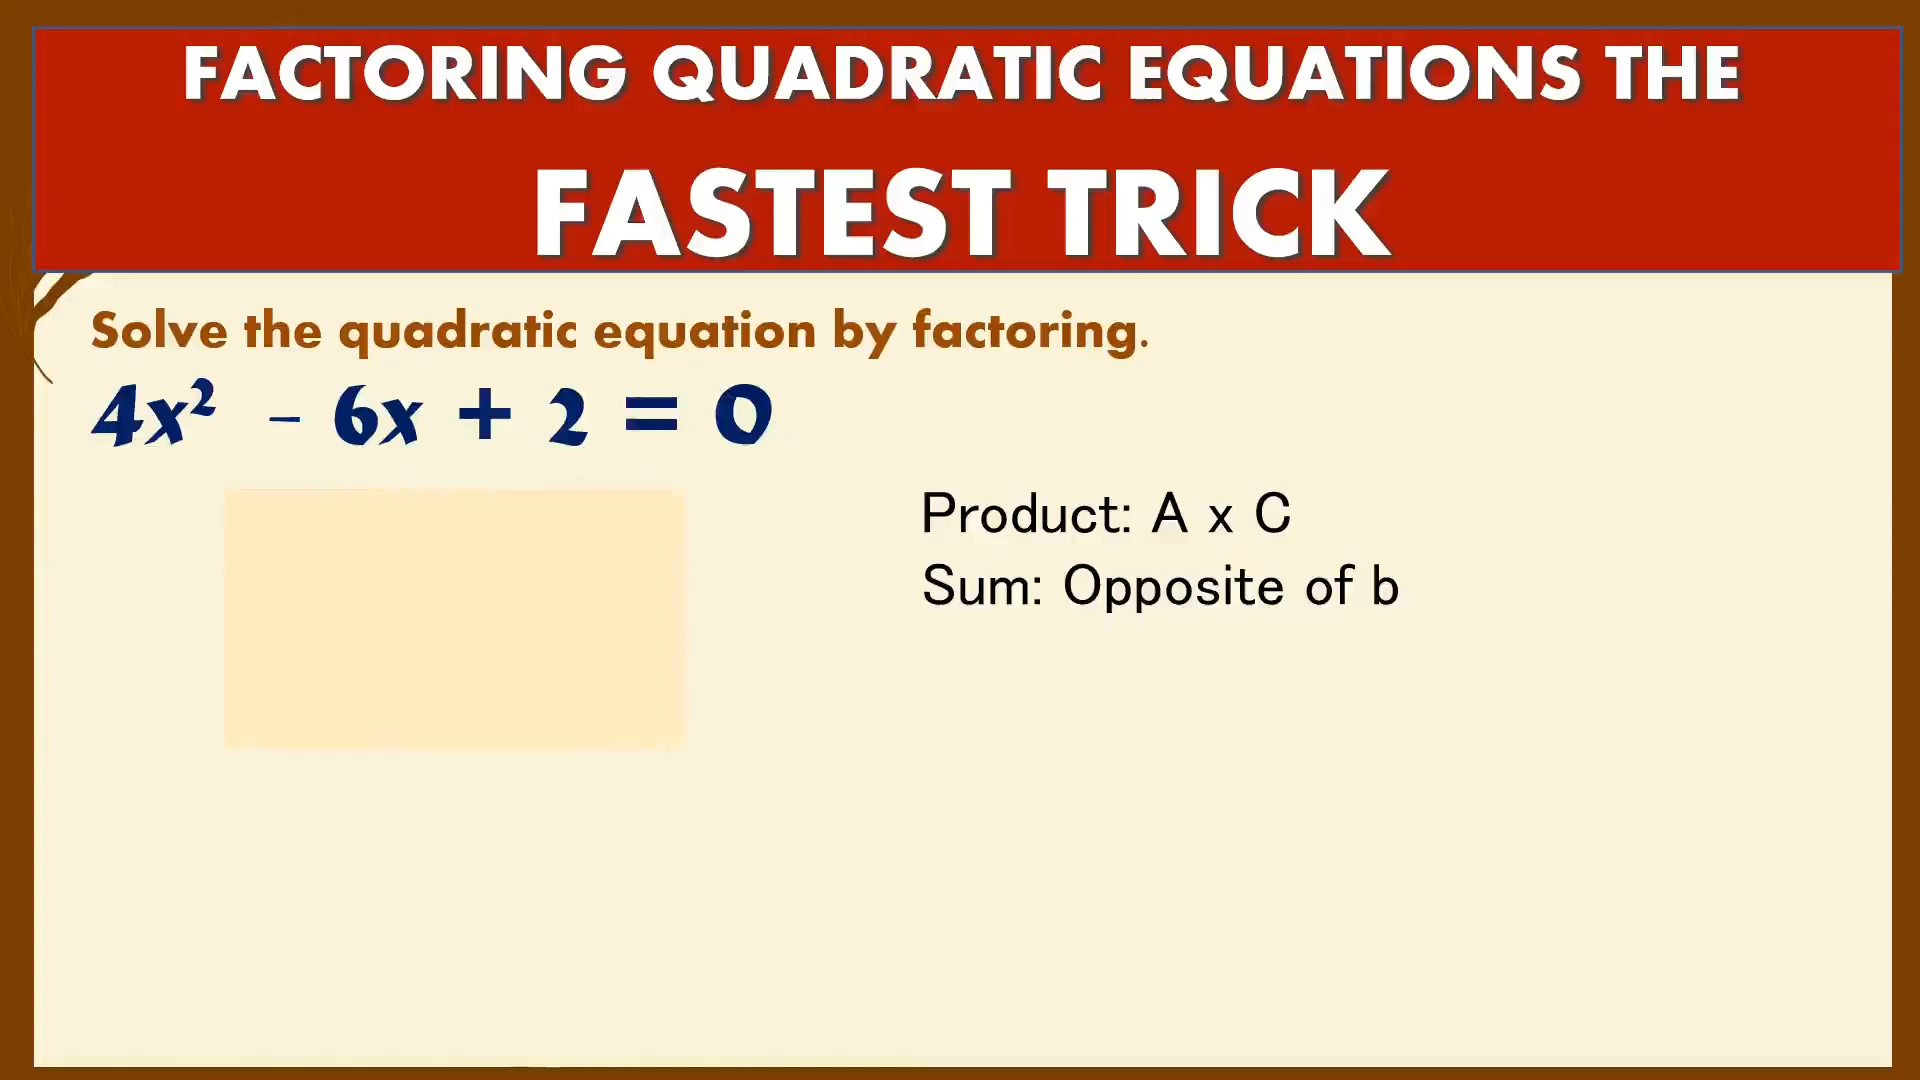 FACTORING QUADRATIC EQUATIONS THE
FASTEST TRICK
Solve the quadratic equation by factoring.
4x² – 6x + 2 = 0
Product: A x C
Sum: Opposite of b